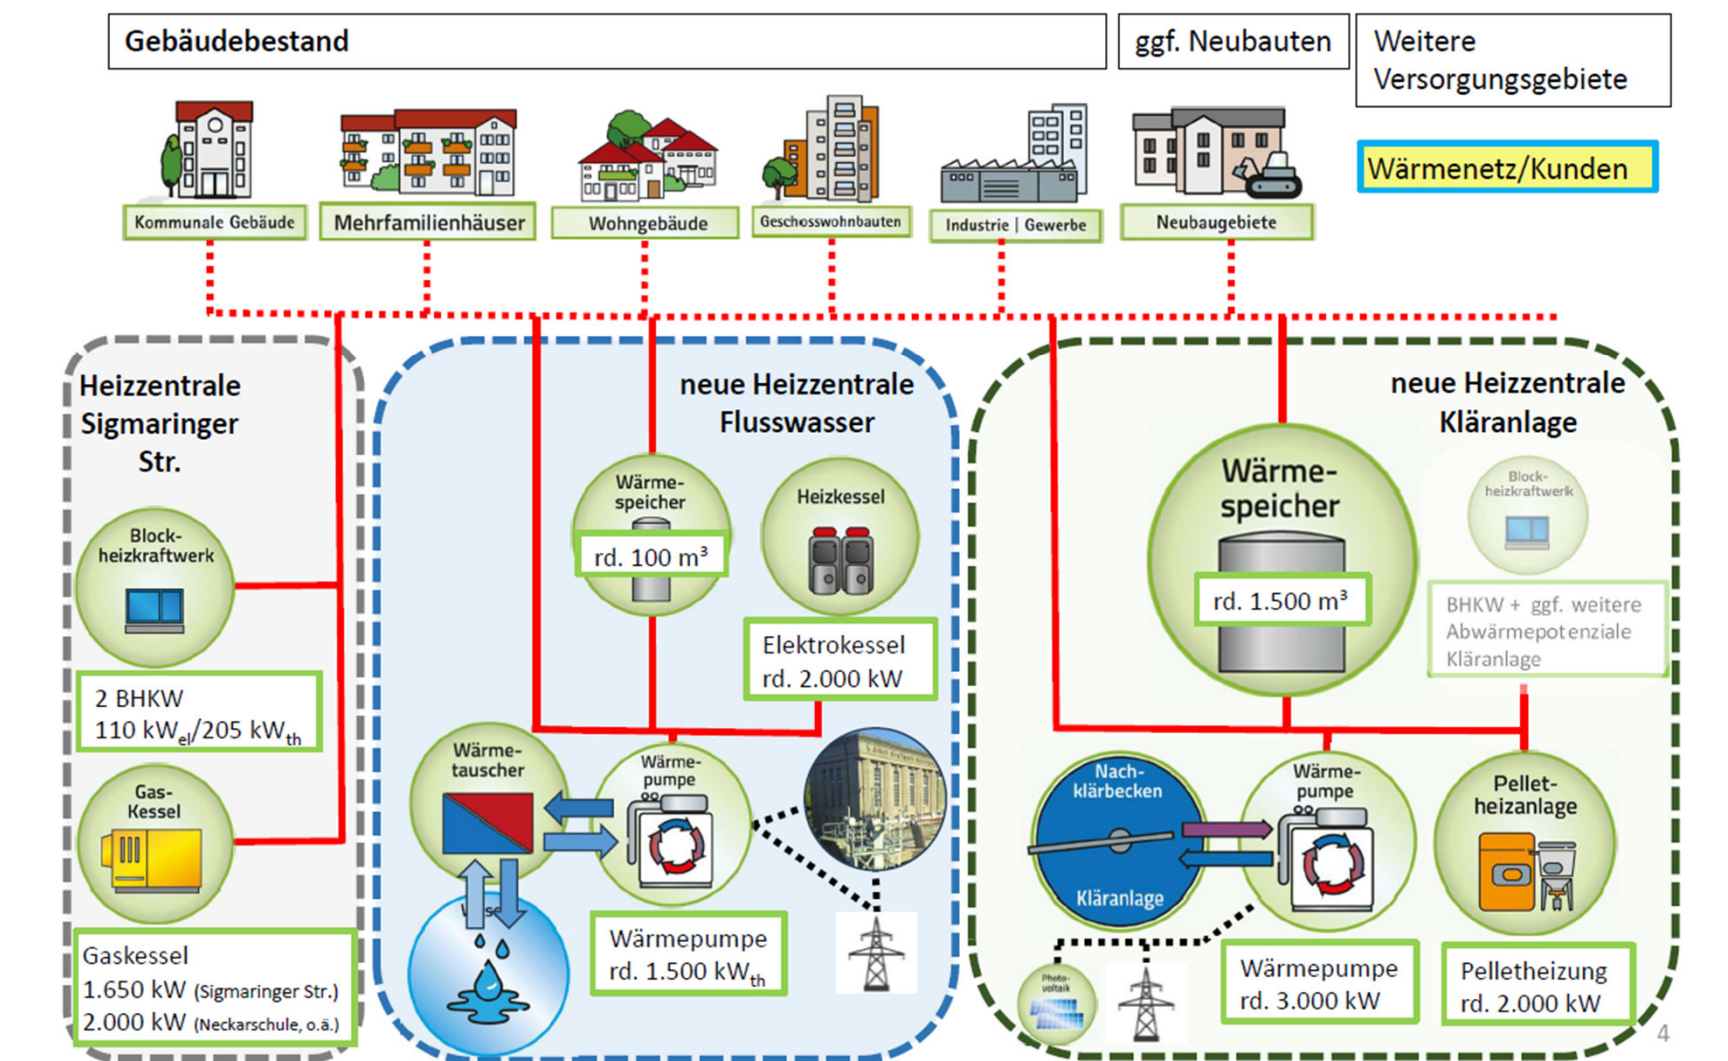 Gebäudebestand
ggf. Neubauten
Weitere
Versorgungsgebiete
Wärmenetz/Kunden
Kommunale Gebäude
Mehrfamilienhäuser
Wohngebäude
Geschosswohnbauten
Industrie | Gewerbe
Neubaugebiete
Heizzentrale
Sigmaringer
Str.
Block-
heizkraftwerk
2 BHKW
110 kWel/205 kWth
Gas-
Kessel
Gaskessel
1.650 kW (Sigmaringer Str.)
2.000 kW (Neckarschule, o.ä.)
neue Heizzentrale
Flusswasser
Wärme-
speicher
rd. 100 m³
Heizkessel
Elektrokessel
rd. 2.000 kW
Wärme-
tauscher
Wärme-
pumpe
Wärmepumpe
rd. 1.500 kWth
neue Heizzentrale
Kläranlage
Wärme-
speicher
rd. 1.500 m³
Block-
heizkraftwerk
BHKW + ggf. weitere
Abwärmepotenziale
Kläranlage
Nach-
klärbecken
Kläranlage
Wärme-
pumpe
Pellet-
heizanlage
Photo-
voltaik
Wärmepumpe
rd. 3.000 kW
Pelletheizung
rd. 2.000 kW
4